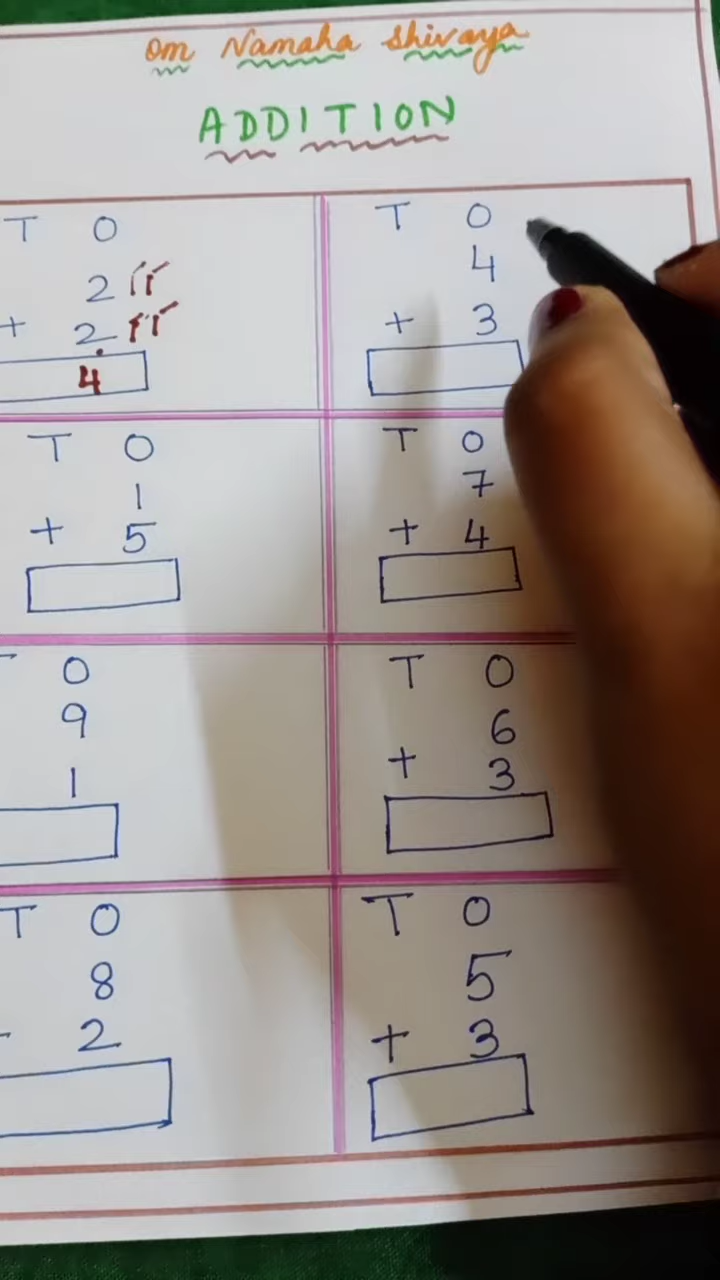 Om Namaha Shivaya
ADDITION
T O
2
+ 2
4
T O
4
+ 3
T O
1
+ 5
T O
7
+ 4
T O
9
1
T O
6
+ 3
T O
8
+ 2
T O
5
+ 3